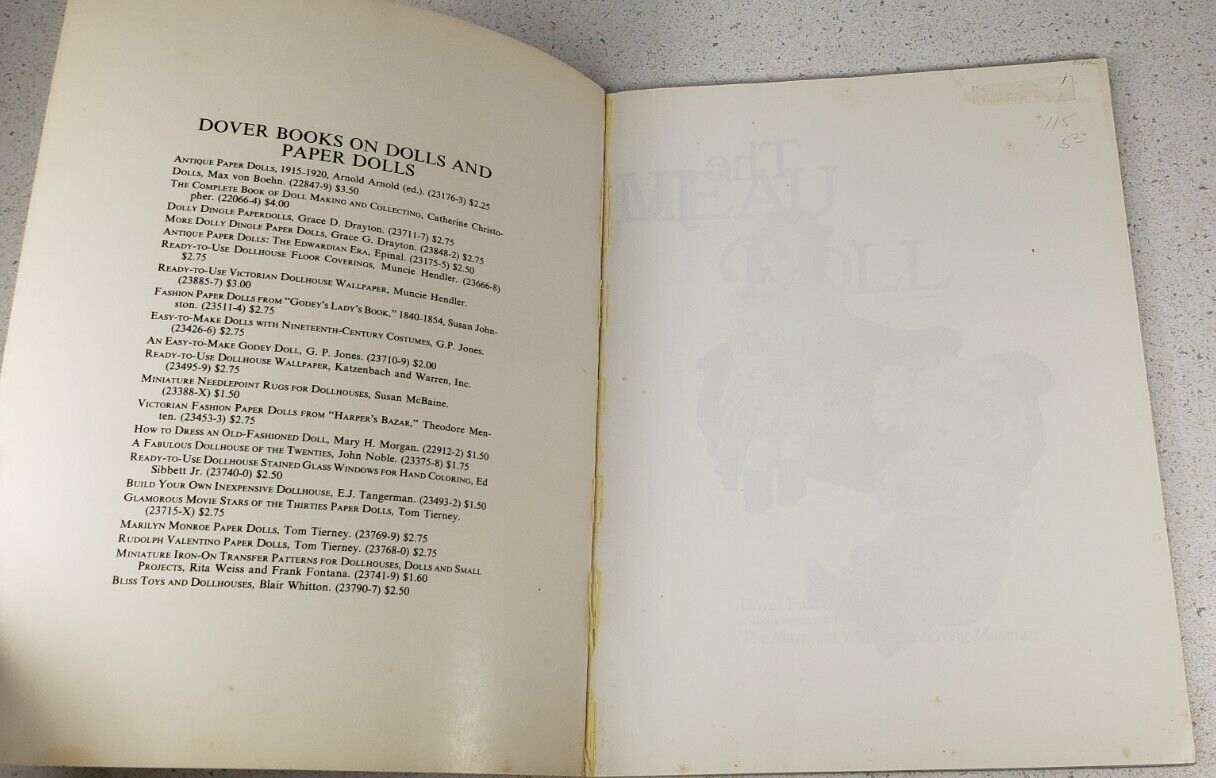 DOVER BOOKS ON DOLLS AND
PAPER DOLLS
ANTIQUE PAPER DOLLS, 1915-1920, Arnold Arnold (ed.). (23176-3) $2.25
DOLLS, Max von Boehn. (22847-9) $3.50
THE COMPLETE BOOK OF DOLL MAKING AND COLLECTING, Catherine Christo-
pher. (22066-4) $4.00
DOLLY DINGLE PAPERDOLLS, Grace D. Drayton. (23711-7) $2.75
MORE DOLLY DINGLE PAPER DOLLS, Grace G. Drayton. (23848-2) $2.75
ANTIQUE PAPER DOLLS: THE EDWARDIAN ERA, Epinal. (23175-5) $2.50
READY-TO-USE DOLLHOUSE FLOOR COVERINGS, Muncie Hendler. (23666-8)
$2.75
READY-TO-USE VICTORIAN DOLLHOUSE WALLPAPER, Muncie Hendler.
(23885-7) $3.00
FASHION PAPER DOLLS FROM "GODEY'S LADY'S BOOK," 1840-1854, Susan John-
ston. (23511-4) $2.75
EASY-TO-MAKE DOLLS WITH NINETEENTH-CENTURY COSTUMES, G.P. Jones.
(23426-6) $2.75
AN EASY-TO-MAKE GODEY DOLL, G. P. Jones. (23710-9) $2.00
READY-TO-USE DOLLHOUSE WALLPAPER, Katzenbach and Warren, Inc.
(23495-9) $2.75
MINIATURE NEEDLEPOINT RUGS FOR DOLLHOUSES, Susan McBaine.
(23388-X) $1.50
VICTORIAN FASHION PAPER DOLLS FROM "HARPER'S BAZAR," Theodore Men-
ten. (23453-3) $2.75
HOW TO DRESS AN OLD-FASHIONED DOLL, Mary H. Morgan. (22912-2) $1.50
A FABULOUS DOLLHOUSE OF THE TWENTIES, John Noble. (23375-8) $1.75
READY-TO-USE DOLLHOUSE STAINED GLASS WINDOWS FOR HAND COLORING, Ed
Sibbett Jr. (23740-0) $2.50
BUILD YOUR OWN INEXPENSIVE DOLLHOUSE, E.J. Tangerman. (23493-2) $1.50
GLAMOROUS MOVIE STARS OF THE THIRTIES PAPER DOLLS, Tom Tierney.
(23715-X) $2.75
MARILYN MONROE PAPER DOLLS, Tom Tierney. (23769-9) $2.75
RUDOLPH VALENTINO PAPER DOLLS, Tom Tierney. (23768-0) $2.75
MINIATURE IRON-ON TRANSFER PATTERNS FOR DOLLHOUSES, DOLLS AND SMALL
PROJECTS, Rita Weiss and Frank Fontana. (23741-9) $1.60
BLISS TOYS AND DOLLHOUSES, Blair Whitton. (23790-7) $2.50
115
5.00
The
DOLL